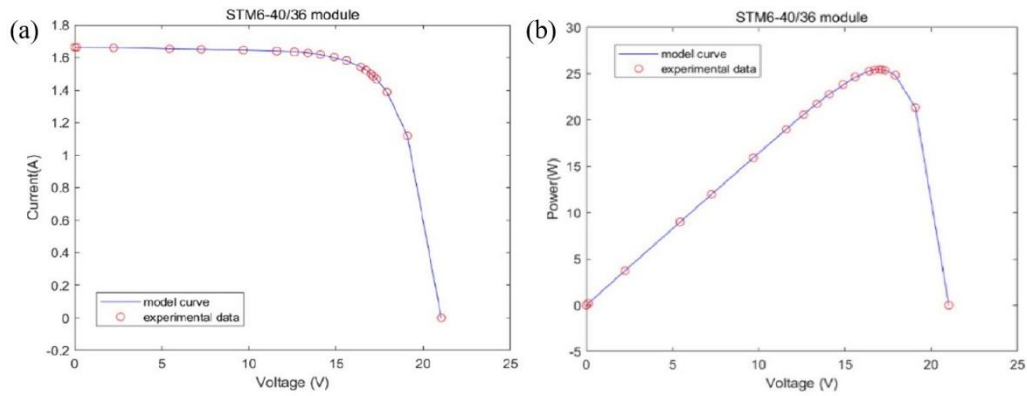 (a)
STM6-40/36 module
1.8
1.6
1.4
1.2
1
0.8
0.6
0.4
0.2
0
-0.2
Current(A)
model curve
experimental data
0 5 10 15 20 25
Voltage (V)
(b)
STM6-40/36 module
30
25
20
15
10
5
0
-5
Power(W)
model curve
experimental data
0 5 10 15 20 25
Voltage (V)